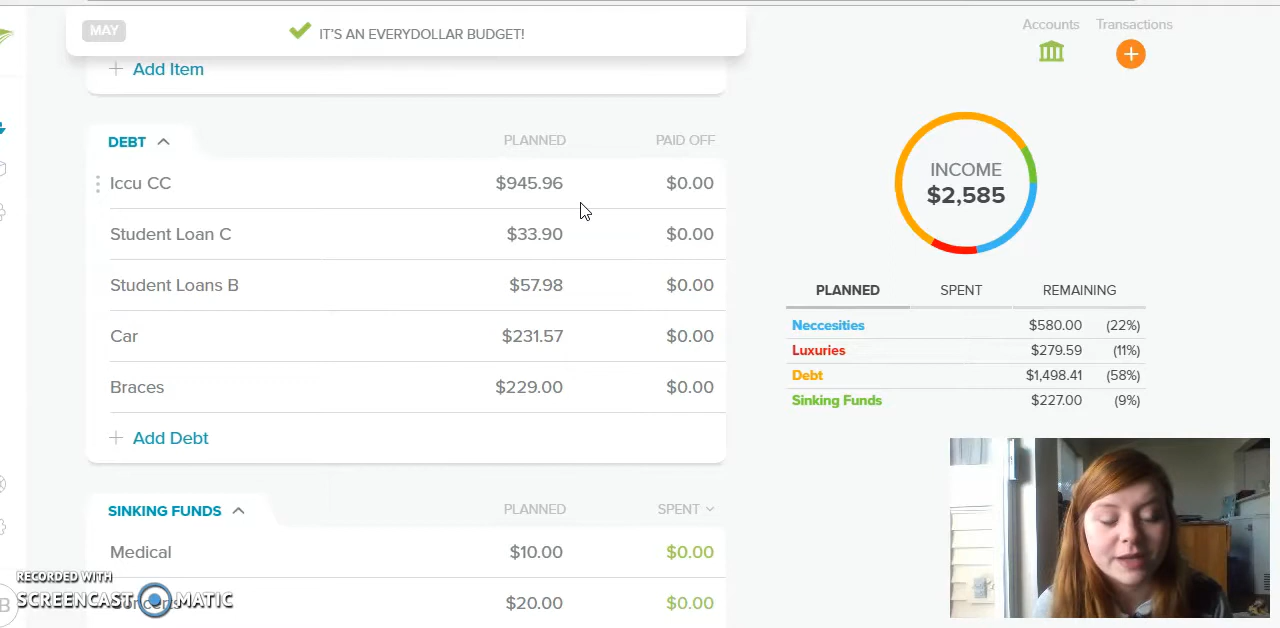 MAY
IT'S AN EVERYDOLLAR BUDGET!
Accounts Transactions
+ Add Item
DEBT PLANNED PAID OFF
Iccu CC $945.96 $0.00
Student Loan C $33.90 $0.00
Student Loans B $57.98 $0.00
Car $231.57 $0.00
Braces $229.00 $0.00
+ Add Debt
SINKING FUNDS PLANNED SPENT
Medical $10.00 $0.00
$20.00 $0.00
INCOME
$2,585
PLANNED SPENT REMAINING
Neccesities $580.00 (22%)
Luxuries $279.59 (11%)
Debt $1,498.41 (58%)
Sinking Funds $227.00 (9%)
RECORDED WITH
SCREENCAST MATIC
B